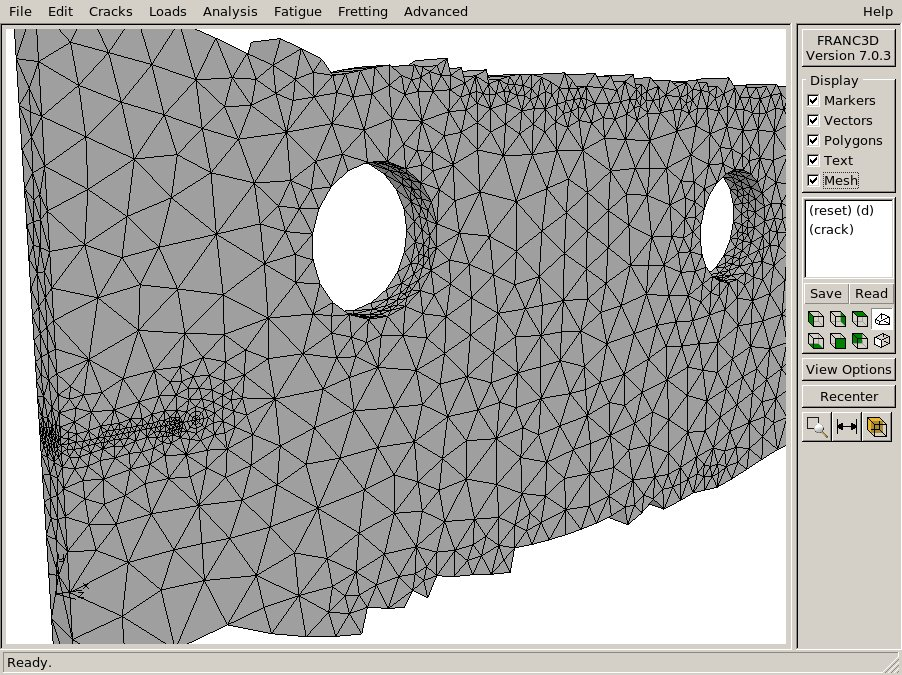 File Edit Cracks Loads Analysis Fatigue Fretting Advanced Help
FRANC3D
Version 7.0.3
Display
Markers
Vectors
Polygons
Text
Mesh
(reset) (d)
(crack)
Save Read
View Options
Recenter
Ready.